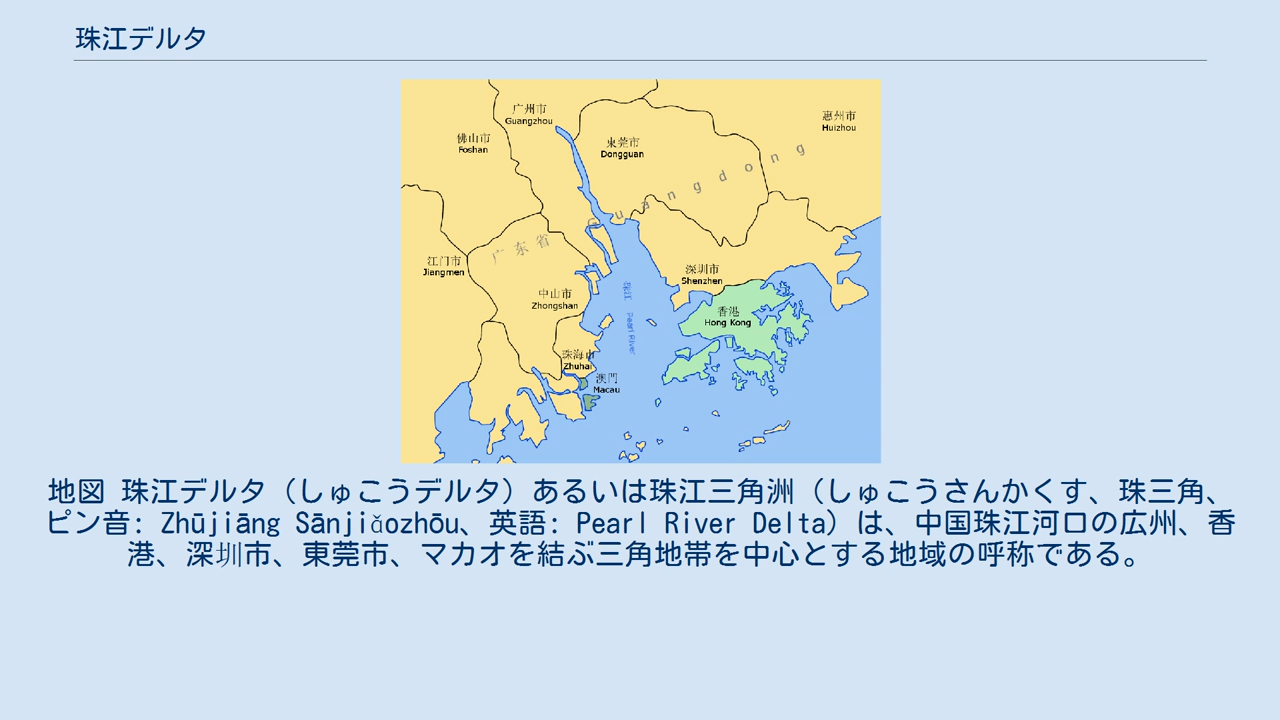 珠江デルタ
广州市
Guangzhou
惠州市
Huizhou
佛山市
Foshan
東莞市
Dongguan
Guangdong
广东省
江门市
Jiangmen
深圳市
Shenzhen
中山市
Zhongshan
珠江 Pearl River
香港
Hong Kong
珠海市
Zhuhai
澳門
Macau
地図 珠江デルタ（しゅこうデルタ）あるいは珠江三角洲（しゅこうさんかくす、珠三角、
ピン音: Zhūjiāng Sānjiǎozhōu、英語: Pearl River Delta）は、中国珠江河口の広州、香
港、深圳市、東莞市、マカオを結ぶ三角地帯を中心とする地域の呼称である。